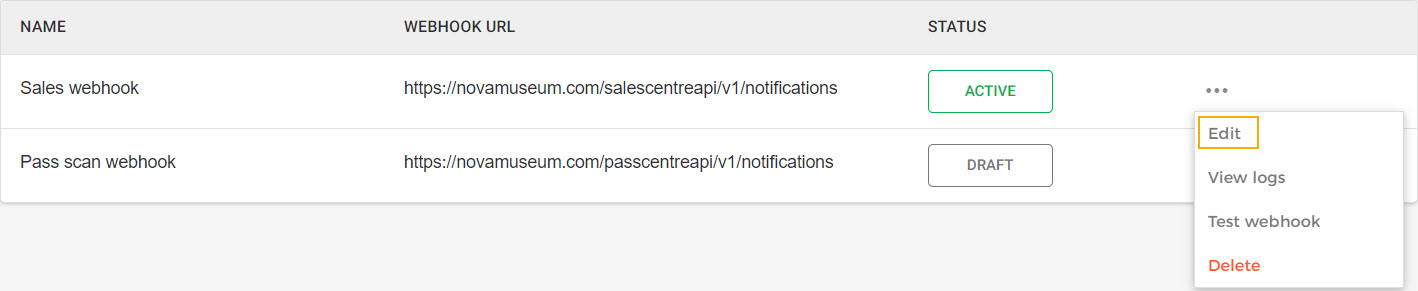 NAME WEBHOOK URL STATUS
Sales webhook https://novamuseum.com/salescentreapi/v1/notifications ACTIVE •••
Edit
Pass scan webhook https://novamuseum.com/passcentreapi/v1/notifications DRAFT
View logs
Test webhook
Delete